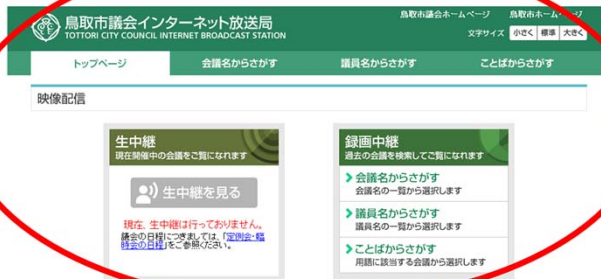 鳥取市議会ホームページ 鳥取市ホームページ
鳥取市議会インターネット放送局
TOTTORI CITY COUNCIL INTERNET BROADCAST STATION
文字サイズ 小さく 標準 大きく
トップページ 会議名からさがす 議員名からさがす ことばからさがす
映像配信
生中継
現在開催中の会議をご覧になれます
生中継を見る
現在、生中継は行っておりません。
議会の日程につきましては、「定例会・臨
時会の日程」をご参照ください。
録画中継
過去の会議を検索してご覧になれます
会議名からさがす
会議名の一覧から選択します
議員名からさがす
議員名の一覧から選択します
ことばからさがす
用語に該当する会議から選択します